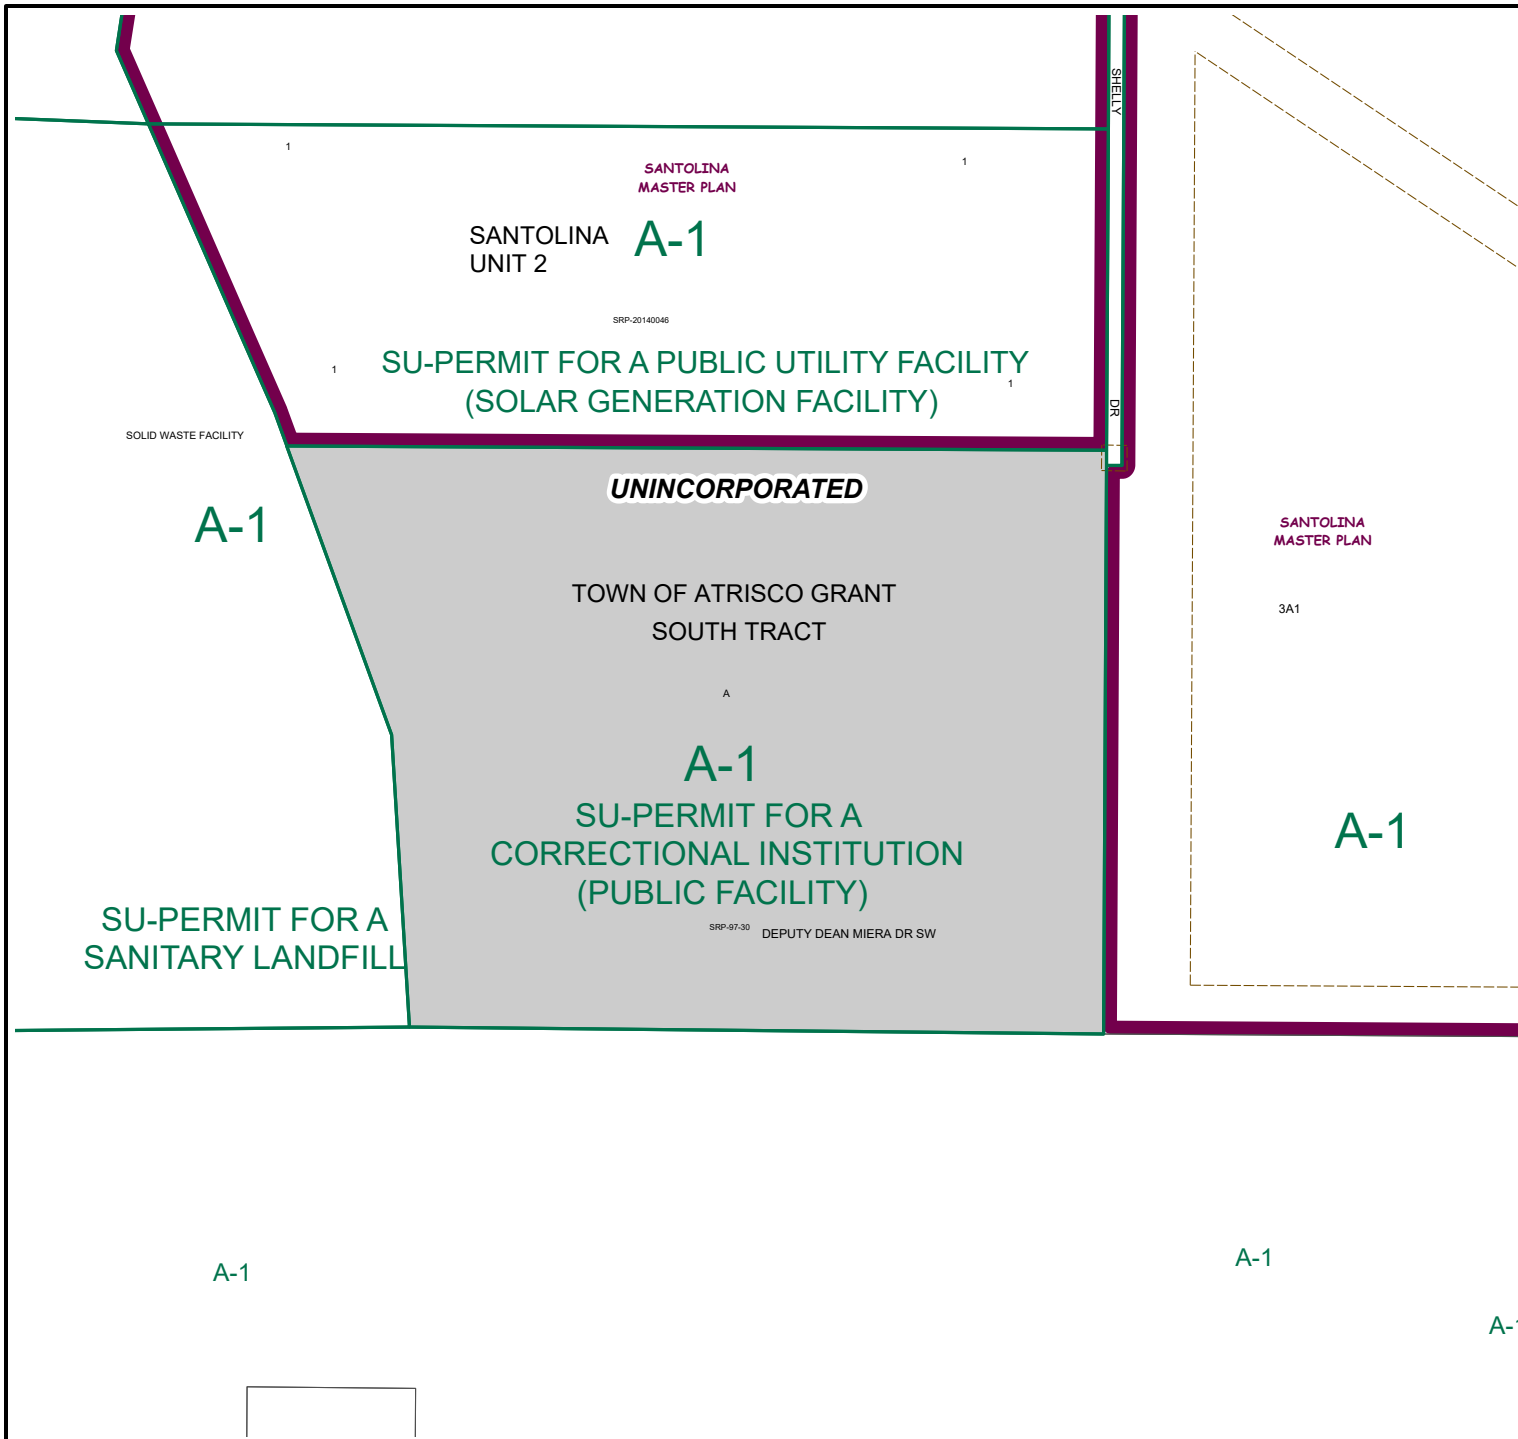 SHELLY
1
SANTOLINA
MASTER PLAN
1
SANTOLINA
UNIT 2
A-1
SRP-20140046
SU-PERMIT FOR A PUBLIC UTILITY FACILITY
(SOLAR GENERATION FACILITY)
1
1
DR
SOLID WASTE FACILITY
A-1
UNINCORPORATED
SANTOLINA
MASTER PLAN
TOWN OF ATRISCO GRANT
SOUTH TRACT
3A1
A
A-1
SU-PERMIT FOR A
CORRECTIONAL INSTITUTION
(PUBLIC FACILITY)
A-1
SU-PERMIT FOR A
SANITARY LANDFILL
SRP-97-30
DEPUTY DEAN MIERA DR SW
A-1
A-1
A-1